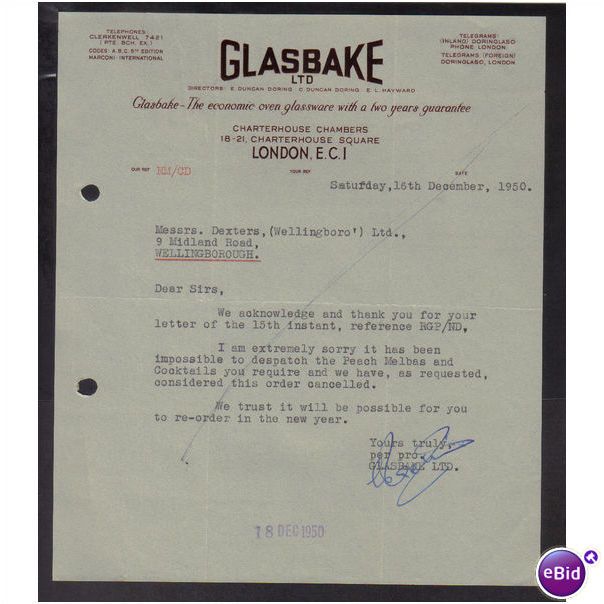 TELEPHONES:
CLERKENWELL 7421
(PTE. BCH. EX.)
CODES: A.B.C. 5TH EDITION
MARCONI-INTERNATIONAL
TELEGRAMS:
(INLAND) DORINGLASO
PHONE LONDON.
TELEGRAMS (FOREIGN)
DORINGLASO, LONDON.
GLASBAKE
LTD
DIRECTORS: E. DUNCAN DORING C. DUNCAN DORING E. L. HAYWARD
Glasbake-The economic oven glassware with a two years guarantee
CHARTERHOUSE CHAMBERS
18-21, CHARTERHOUSE SQUARE
LONDON, E.C.1
OUR REF
YOUR REF
DATE
Saturday,16th December, 1950.
Messrs. Dexters,(Wellingboro') Ltd.,
9 Midland Road,
WELLINGBOROUGH.
Dear Sirs,
We acknowledge and thank you for your
letter of the 15th instant, reference RGP/ND,
I am extremely sorry it has been
impossible to despatch the Peach Melbas and
Cocktails you require and we have, as requested,
considered this order cancelled.
We trust it will be possible for you
to re-order in the new year.
Yours truly,
per pro.
GLASBAKE LTD.
18 DEC 1950
eBid